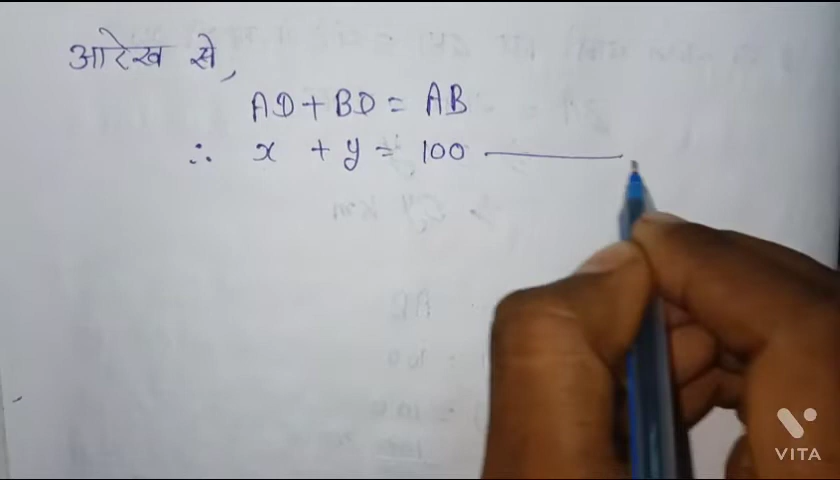 आरेख से,
AD + BD = AB
∴ x + y = 100
VITA